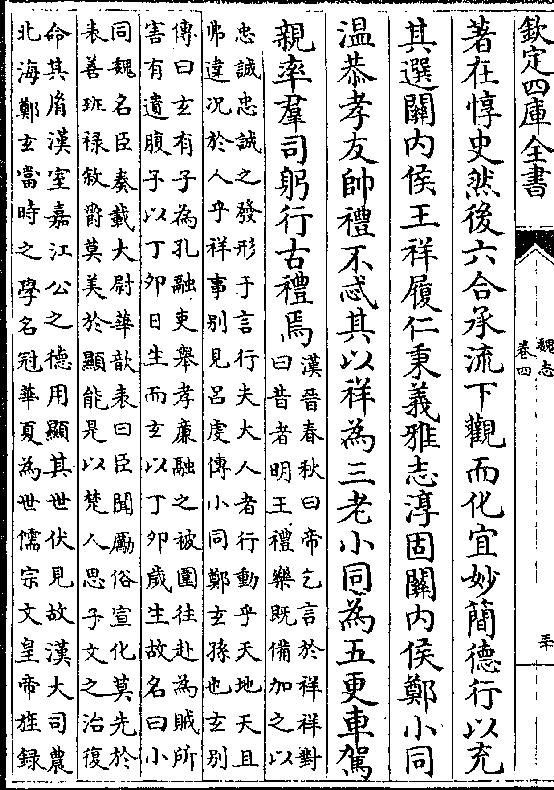 欽定四庫全書
魏志
卷四
三十
著在惇史然後六合承流下觀而化宜妙簡德行以充
其選關内侯王祥履仁秉義雅志淳固關内侯鄭小同
温恭孝友帥禮不忒其以祥為三老小同為五更車駕
親率羣司躬行古禮焉
漢晉春秋曰帝乞言於祥祥對
曰昔者明王禮樂既備加之以
忠誠忠誠之發形于言行夫大人者行動乎天地天且
弗違况於人乎祥事别見吕虔傳小同鄭玄孫也玄别
傳曰玄有子為孔融吏舉孝廉融之被圍往赴為賊所
害有遺腹子以丁卯日生而玄以丁卯歳生故名曰小
同魏名臣奏載大尉華歆表曰臣聞勵俗宣化莫先於
表善班禄敘爵莫美於顯能是以楚人思子文之治復
命其胤漢室嘉江公之德用顯其世伏見故漢大司農
北海鄭玄當時之學名冠華夏為世儒宗文皇帝旌録